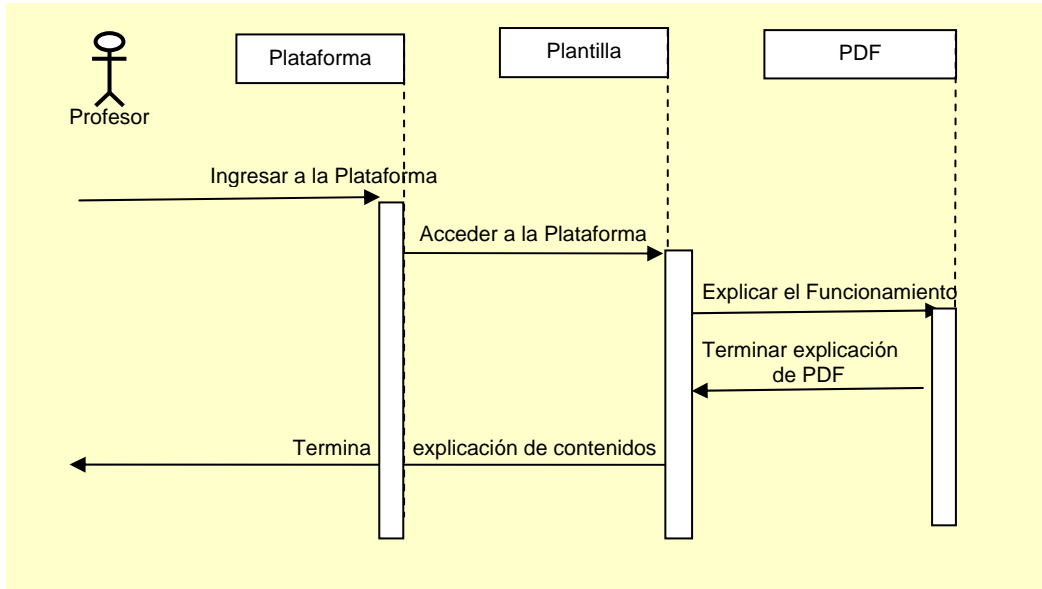 Plataforma
Plantilla
PDF
Profesor
Ingresar a la Plataforma
Acceder a la Plataforma
Explicar el Funcionamiento
Terminar explicación
de PDF
Termina explicación de contenidos